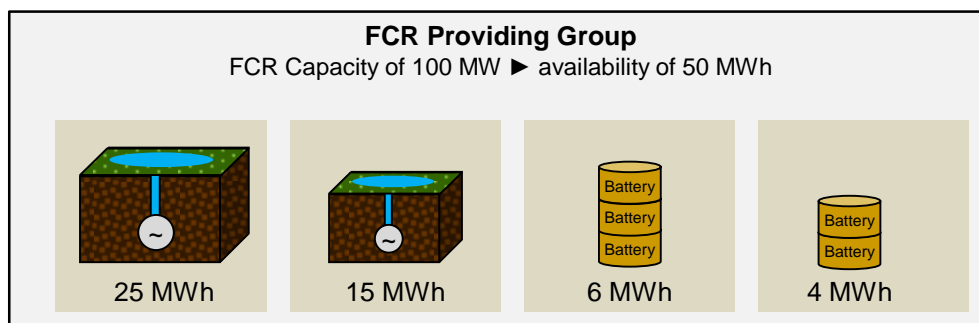 FCR Providing Group
FCR Capacity of 100 MW ► availability of 50 MWh
~
~
Battery
Battery
Battery
Battery
Battery
25 MWh
15 MWh
6 MWh
4 MWh